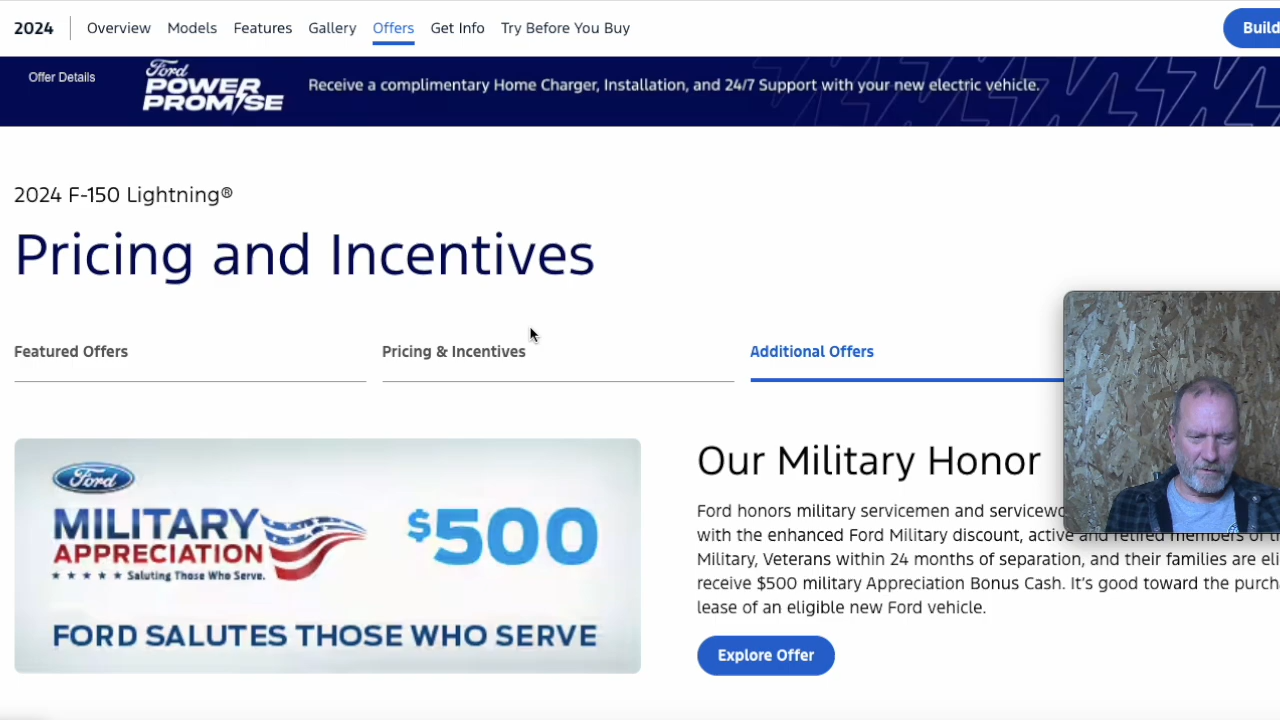 2024
Overview
Models
Features
Gallery
Offers
Get Info
Try Before You Buy
Build
Offer Details
Ford
POWER
PROMISE
Receive a complimentary Home Charger, Installation, and 24/7 Support with your new electric vehicle.
2024 F-150 Lightning®
Pricing and Incentives
Featured Offers
Pricing & Incentives
Additional Offers
Ford
MILITARY
APPRECIATION
Saluting Those Who Serve.
$500
FORD SALUTES THOSE WHO SERVE
Our Military Honor
Ford honors military servicemen and
with the enhanced Ford Military discount, active and retired members of
Military, Veterans within 24 months of separation, and their families are
receive $500 military Appreciation Bonus Cash. It's good toward the
lease of an eligible new Ford vehicle.
Explore Offer